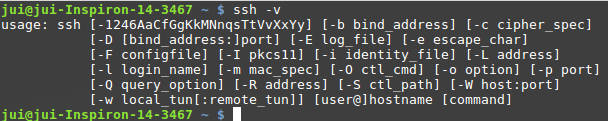 jui@jui-Inspiron-14-3467 ~ $ ssh -v
usage: ssh [-1246AaCfGgKkMNnqsTtVvXxYy] [-b bind_address] [-c cipher_spec]
[-D [bind_address:]port] [-E log_file] [-e escape_char]
[-F configfile] [-I pkcs11] [-i identity_file] [-L address]
[-l login_name] [-m mac_spec] [-O ctl_cmd] [-o option] [-p port]
[-Q query_option] [-R address] [-S ctl_path] [-W host:port]
[-w local_tun[:remote_tun]] [user@]hostname [command]
jui@jui-Inspiron-14-3467 ~ $